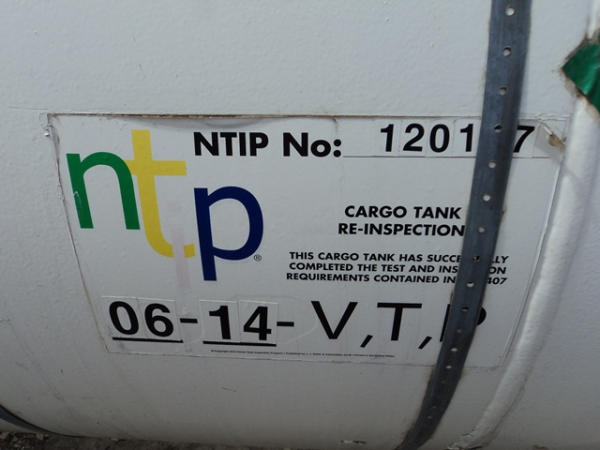 ntp®
NTIP No:
CARGO TANK
RE-INSPECTION
THIS CARGO TANK HAS
COMPLETED THE TEST AND
REQUIREMENTS CONTAINED IN
06-14-V,T,P